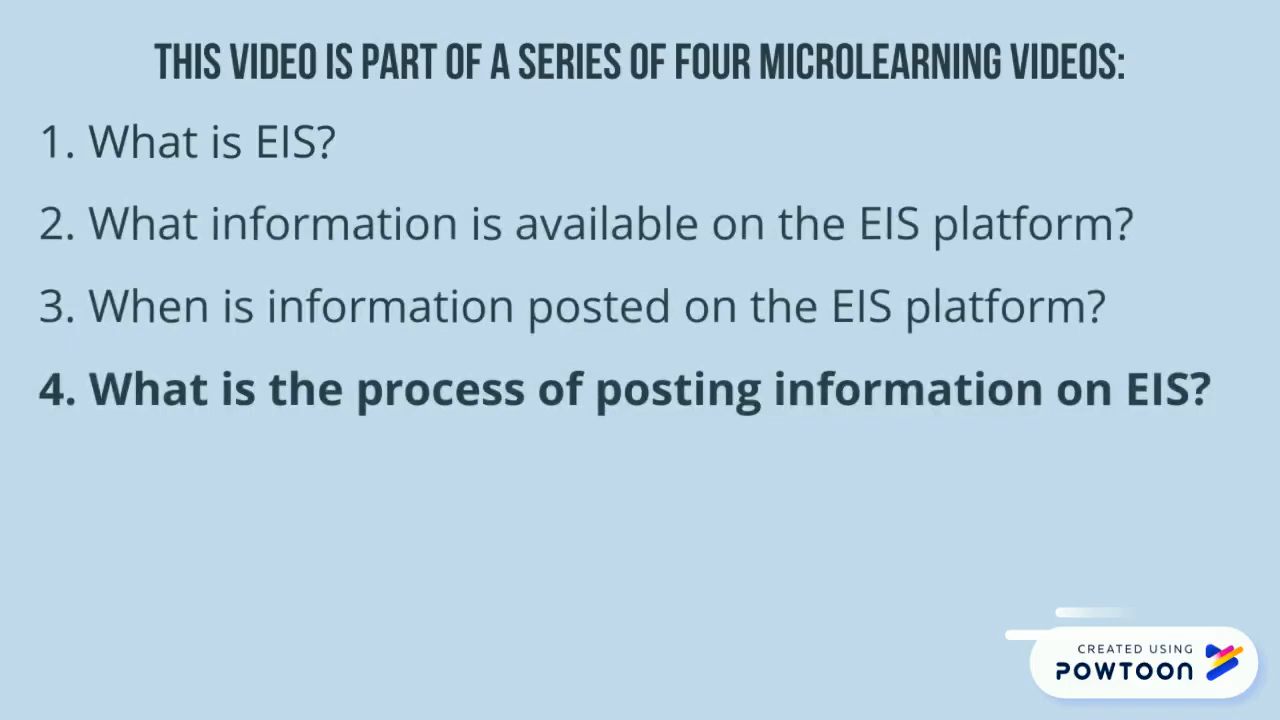 THIS VIDEO IS PART OF A SERIES OF FOUR MICROLEARNING VIDEOS:
1. What is EIS?
2. What information is available on the EIS platform?
3. When is information posted on the EIS platform?
4. What is the process of posting information on EIS?
CREATED USING
POWTOON